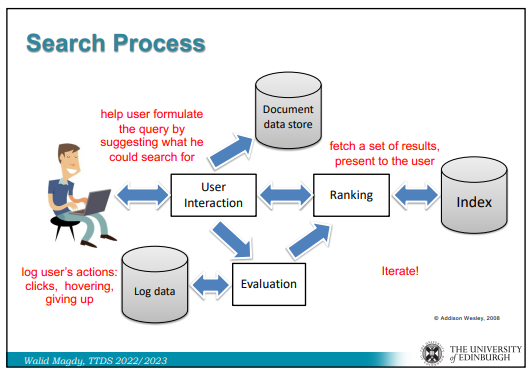 Search Process
help user formulate
the query by
suggesting what he
could search for
Document
data store
fetch a set of results,
present to the user
User
Interaction
Ranking
Index
log user's actions:
clicks, hovering,
giving up
Log data
Evaluation
Iterate!
© Addison Wesley, 2008
Walid Magdy, TTDS 2022/2023
THE UNIVERSITY
of EDINBURGH